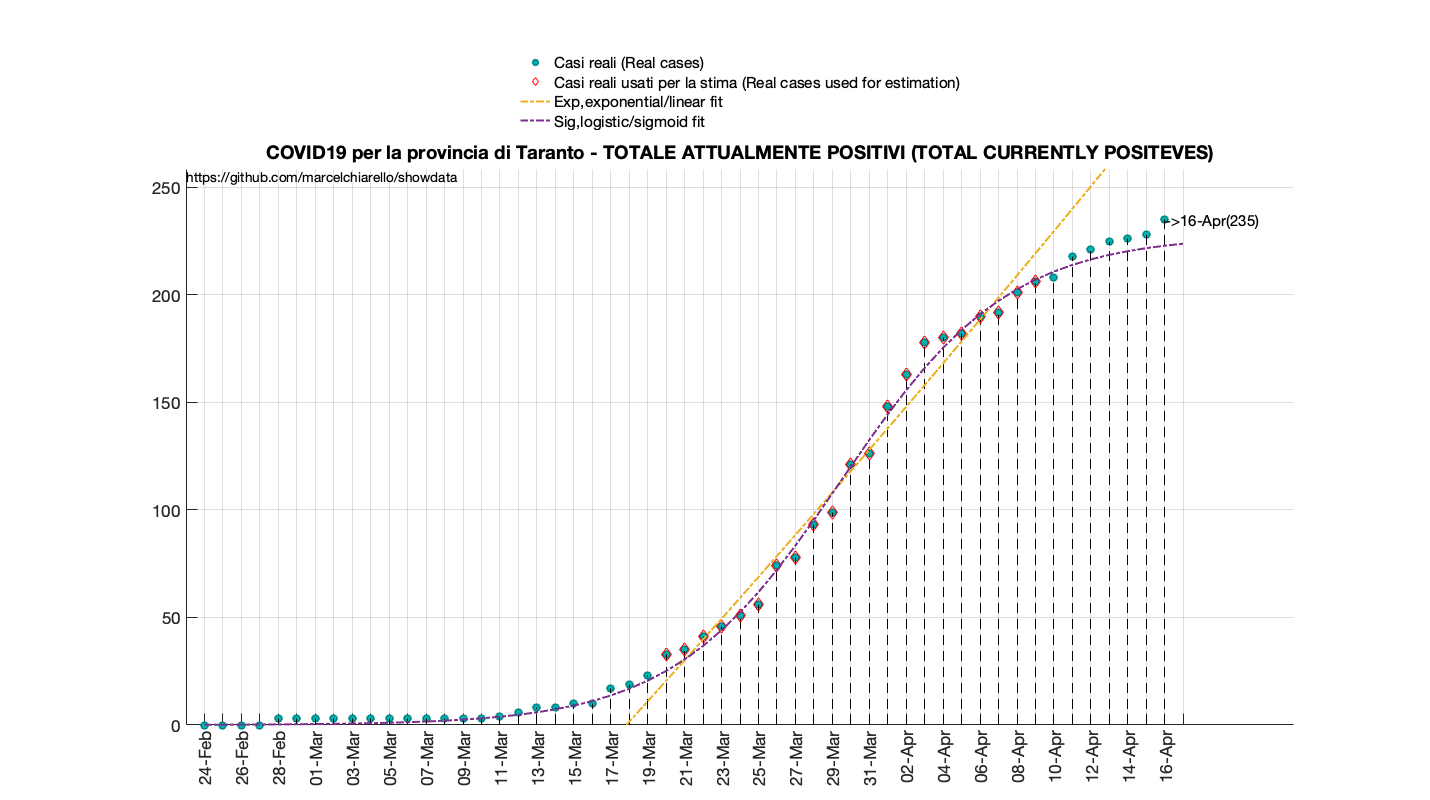 Casi reali (Real cases)
Casi reali usati per la stima (Real cases used for estimation)
Exp,exponential/linear fit
Sig,logistic/sigmoid fit
COVID19 per la provincia di Taranto - TOTALE ATTUALMENTE POSITIVI (TOTAL CURRENTLY POSITEVES)
https://github.com/marcelchiarello/showdata
250
->16-Apr(235)
200
150
100
50
0
24-Feb
26-Feb
28-Feb
01-Mar
03-Mar
05-Mar
07-Mar
09-Mar
11-Mar
13-Mar
15-Mar
17-Mar
19-Mar
21-Mar
23-Mar
25-Mar
27-Mar
29-Mar
31-Mar
02-Apr
04-Apr
06-Apr
08-Apr
10-Apr
12-Apr
14-Apr
16-Apr